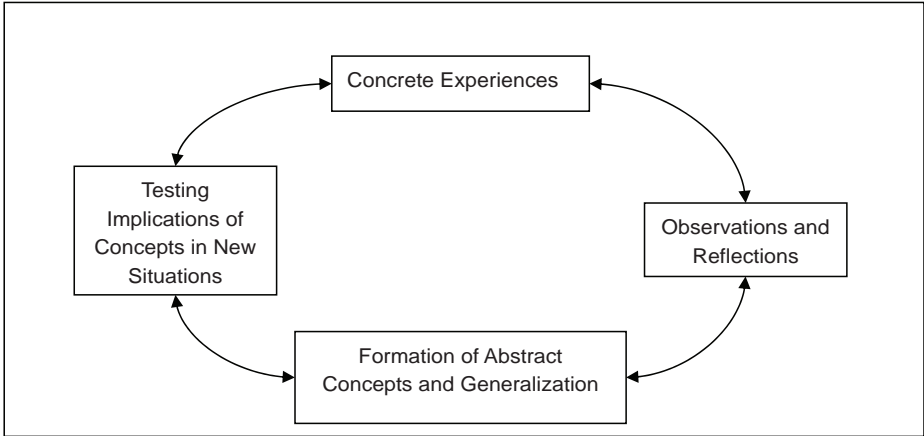 Concrete Experiences
Testing
Implications of
Concepts in New
Situations
Observations and
Reflections
Formation of Abstract
Concepts and Generalization